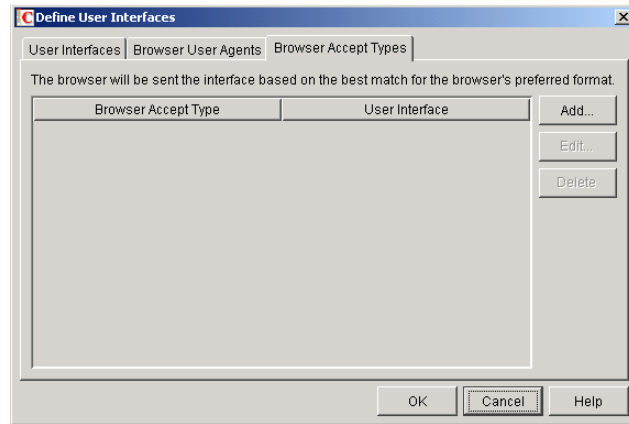 Define User Interfaces
User Interfaces Browser User Agents Browser Accept Types
The browser will be sent the interface based on the best match for the browser's preferred format.
Browser Accept Type User Interface
Add...
Edit...
Delete
OK Cancel Help